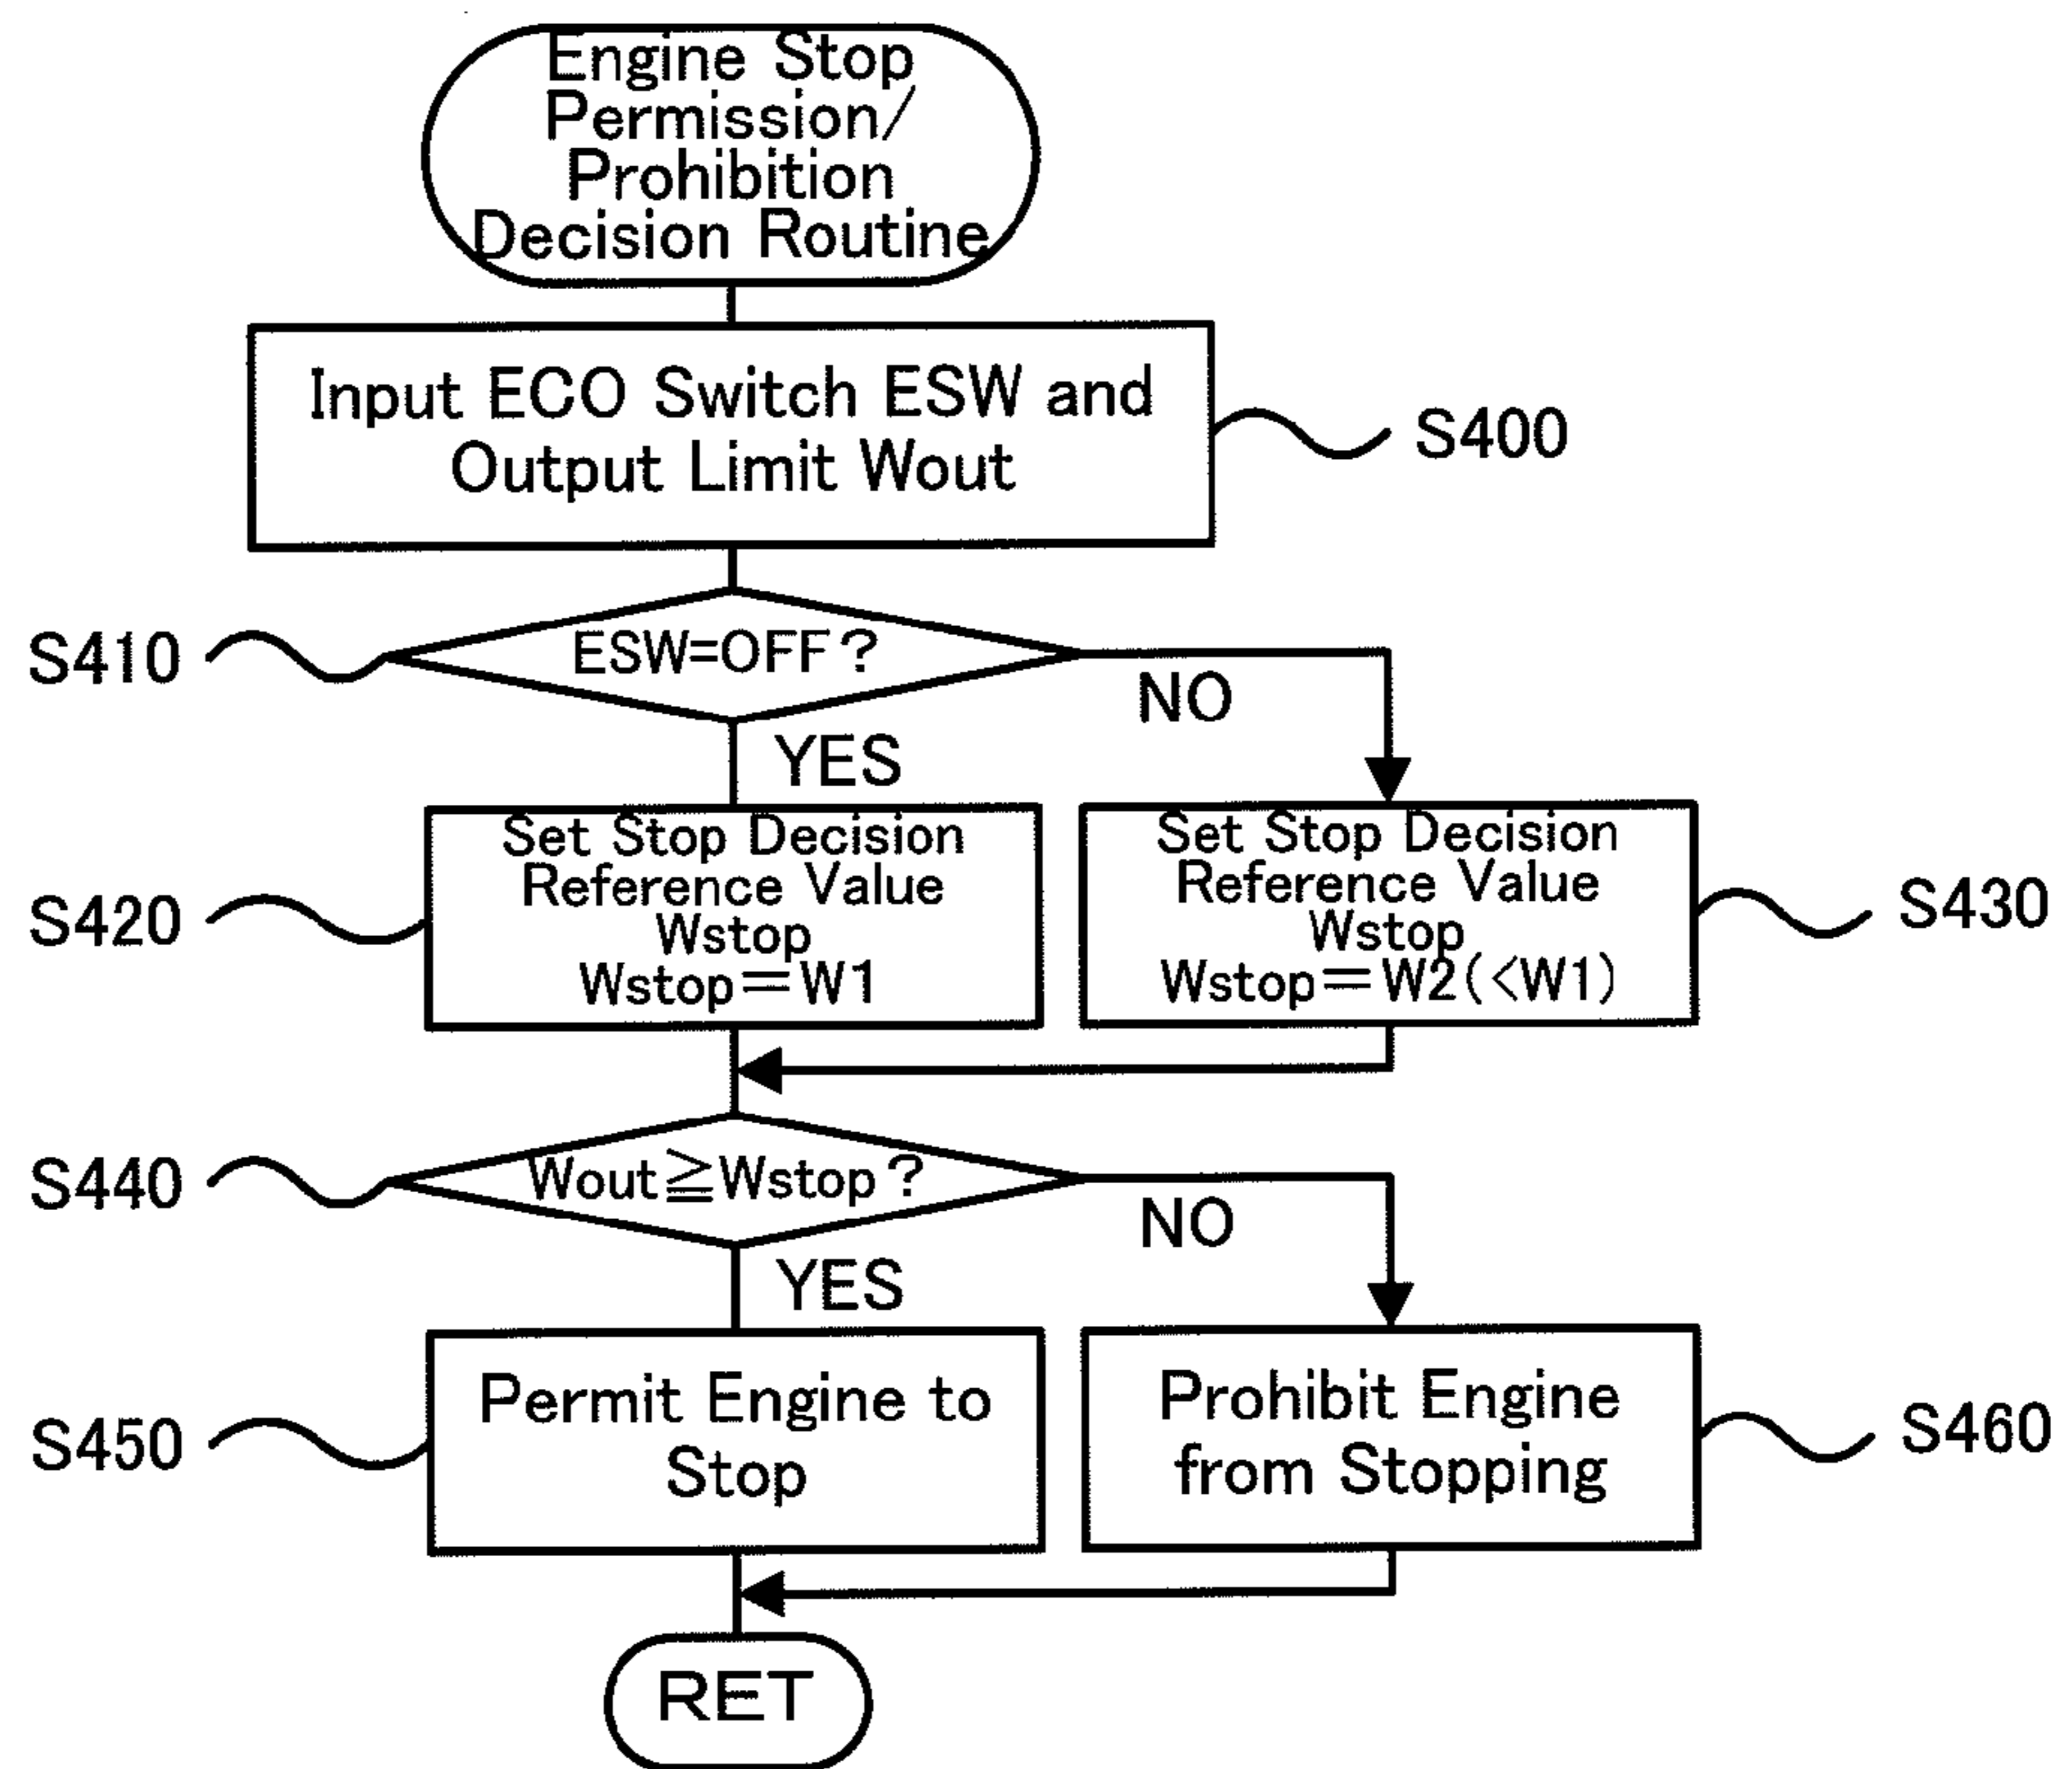 Engine Stop
Permission/
Prohibition
Decision Routine
Input ECO Switch ESW and
Output Limit Wout
S400
S410
ESW=OFF?
NO
YES
Set Stop Decision
Reference Value
Wstop
Wstop=W1
S420
Set Stop Decision
Reference Value
Wstop
Wstop=W2(<W1)
S430
S440
Wout≧Wstop?
NO
YES
Permit Engine to
Stop
S450
Prohibit Engine
from Stopping
S460
RET